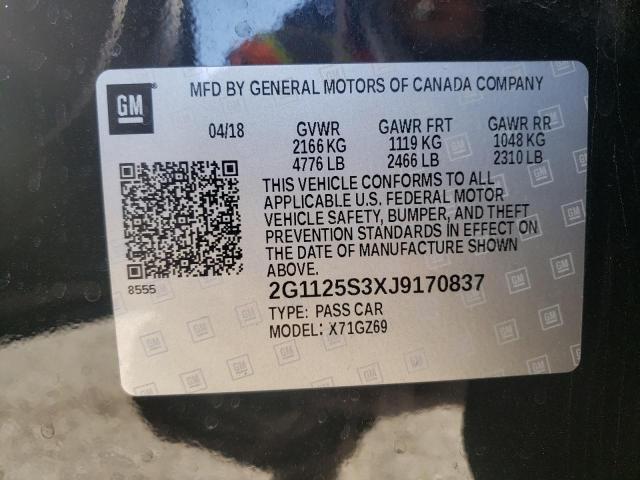 GM
MFD BY GENERAL MOTORS OF CANADA COMPANY
04/18 GVWR GAWR FRT GAWR RR
2166 KG 1119 KG 1048 KG
4776 LB 2466 LB 2310 LB
THIS VEHICLE CONFORMS TO ALL
APPLICABLE U.S. FEDERAL MOTOR
VEHICLE SAFETY, BUMPER, AND THEFT
PREVENTION STANDARDS IN EFFECT ON
THE DATE OF MANUFACTURE SHOWN
ABOVE.
8555
2G1125S3XJ9170837
TYPE: PASS CAR
MODEL: X71GZ69